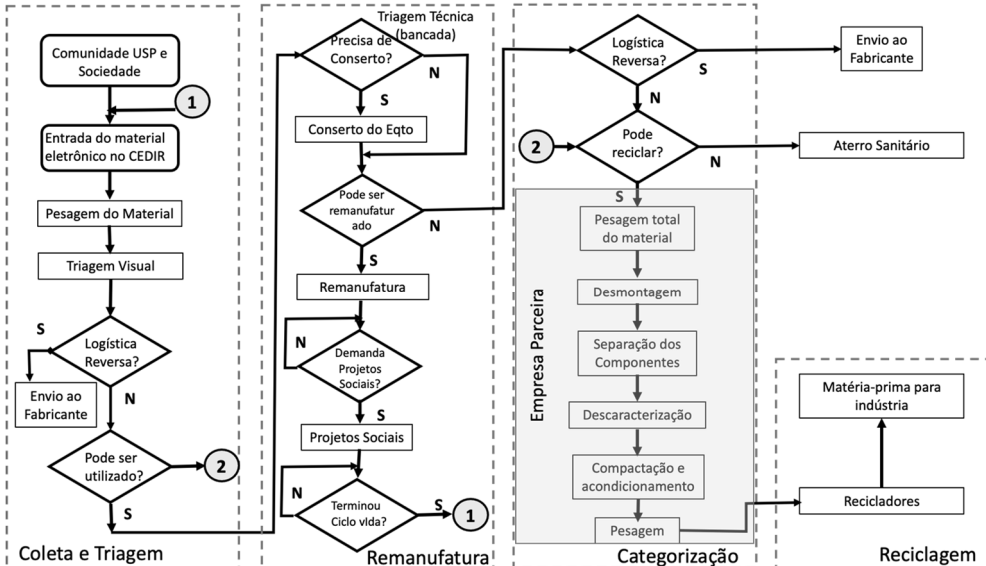 Comunidade USP e
Sociedade
1
Entrada do material
eletrônico no CEDIR
Pesagem do Material
Triagem Visual
Logística
Reversa?
S
Envio ao
Fabricante
N
Pode ser
utilizado?
2
S
Coleta e Triagem
Triagem Técnica
(bancada)
Precisa de
Conserto?
N
S
Conserto do Eqto
Pode ser
remanufatur
ado
N
S
Remanufatura
N
Demanda
Projetos
Sociais?
S
Projetos Sociais
N
Terminou
Ciclo vIda?
S
1
Remanufatura
Logística
Reversa?
S
Envio ao
Fabricante
N
2
Pode
reciclar?
N
Aterro Sanitário
S
Empresa Parceira
Pesagem total
do material
Desmontagem
Separação dos
Componentes
Descaracterização
Compactação e
acondicionamento
Pesagem
Categorização
Matéria-prima para
indústria
Recicladores
Reciclagem